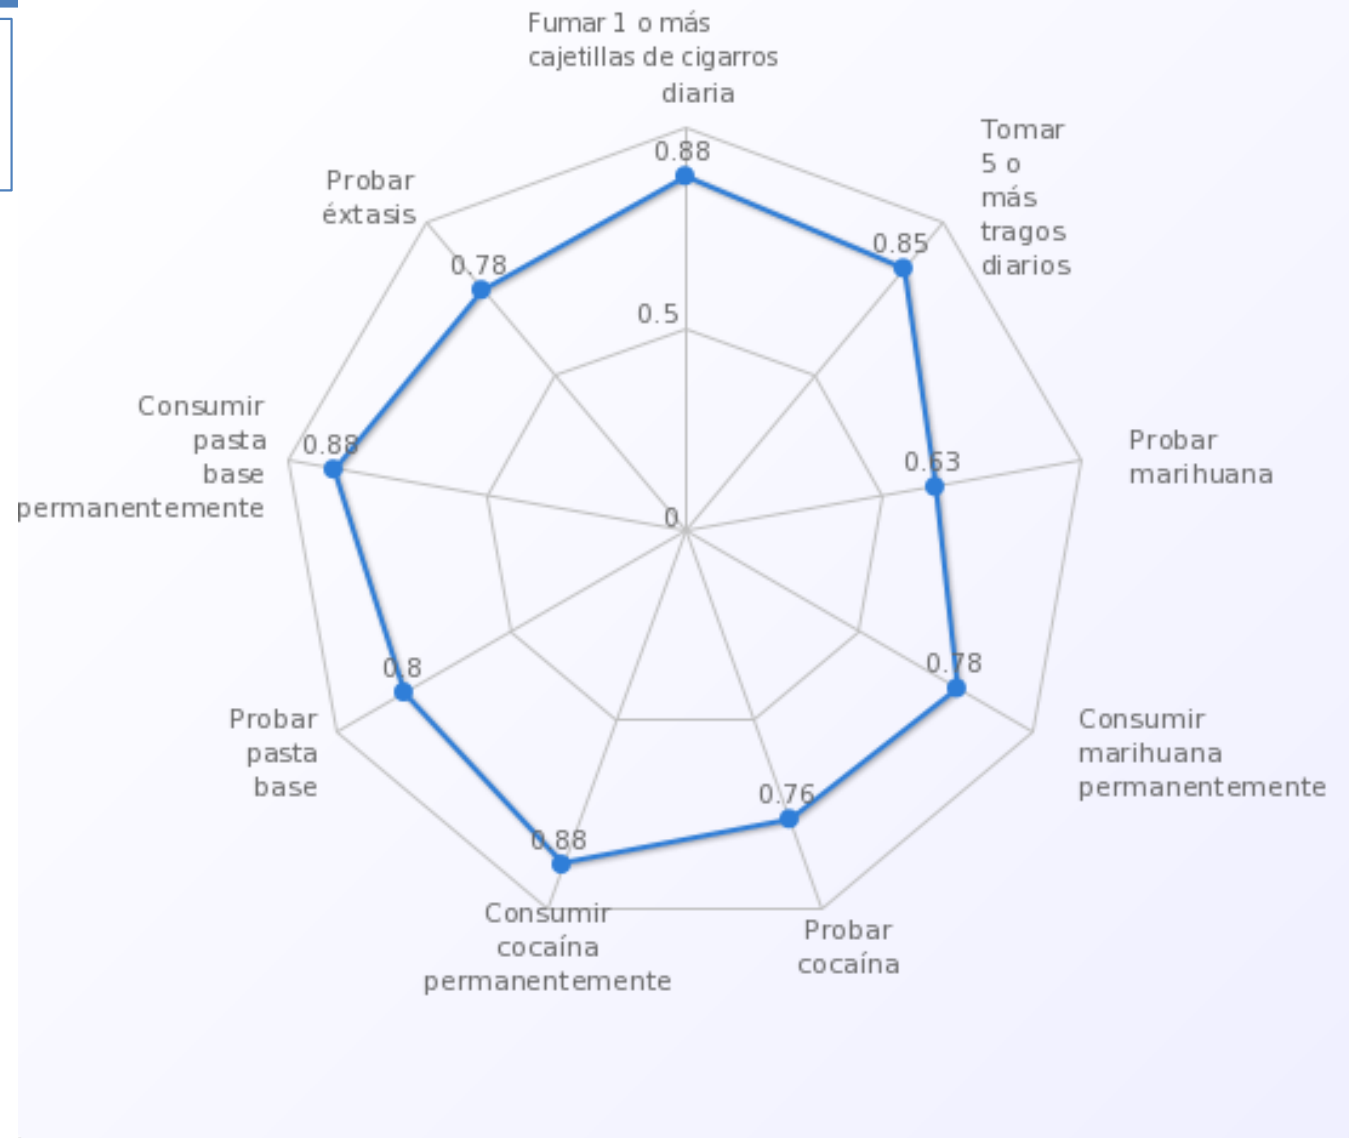 Fumar 1 o más
cajetillas de cigarros
diaria
0.88
Tomar
5 o
más
tragos
diarios
0.85
Probar
éxtasis
0.78
0.5
Consumir
pasta
base
permanentemente
0.88
Probar
marihuana
0.63
0
0.8
0.78
Probar
pasta
base
Consumir
marihuana
permanentemente
0.76
0.88
Consumir
cocaína
permanentemente
Probar
cocaína